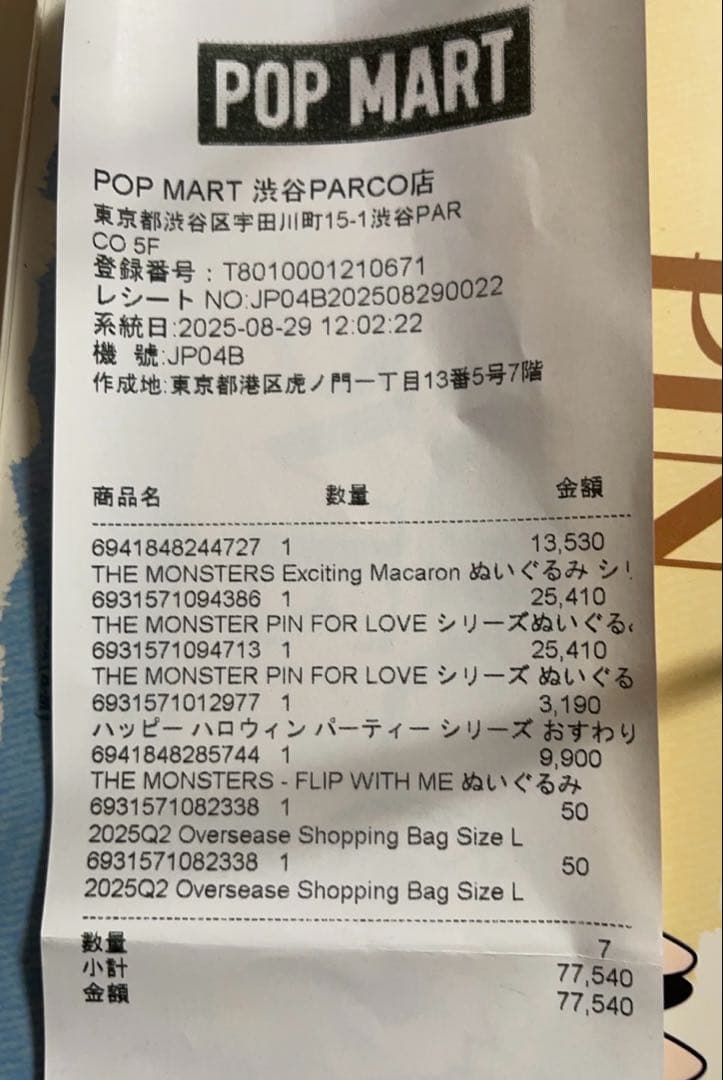 POP MART
POP MART 渋谷PARCO店
東京都渋谷区宇田川町15-1渋谷PAR
CO 5F
登録番号：T8010001210671
レシート NO:JP04B202508290022
系統日:2025-08-29 12:02:22
機 號:JP04B
作成地:東京都港区虎ノ門一丁目13番5号7階
商品名 数量 金額
6941848244727 1 13,530
THE MONSTERS Exciting Macaron ぬいぐるみ シリ
6931571094386 1 25,410
THE MONSTER PIN FOR LOVE シリーズぬいぐる
6931571094713 1 25,410
THE MONSTER PIN FOR LOVE シリーズ ぬいぐる
6931571012977 1 3,190
ハッピー ハロウィン パーティー シリーズ おすわり
6941848285744 1 9,900
THE MONSTERS - FLIP WITH ME ぬいぐるみ
6931571082338 1 50
2025Q2 Oversease Shopping Bag Size L
6931571082338 1 50
2025Q2 Oversease Shopping Bag Size L
数量 7
小計 77,540
金額 77,540
PIN